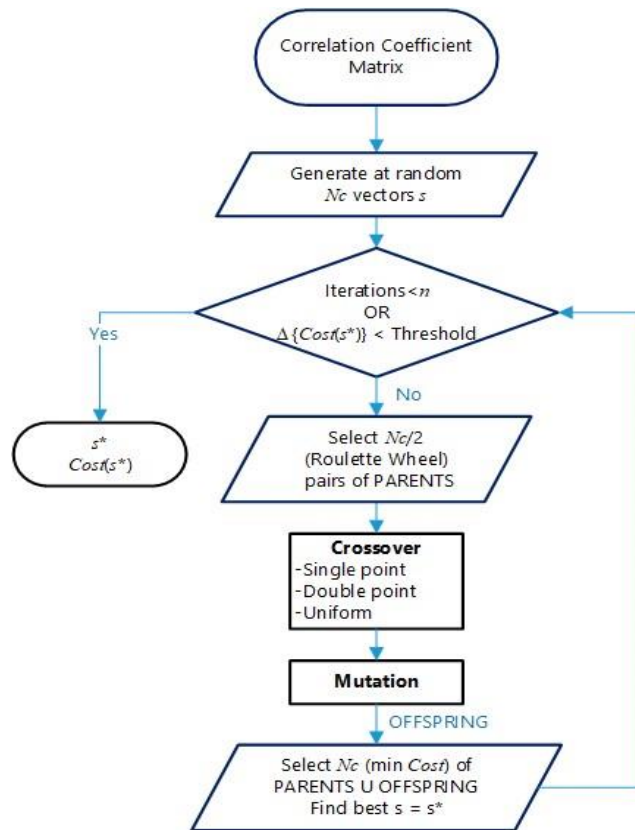 Correlation Coefficient
Matrix
Generate at random
Nc vectors s
Iterations<n
OR
Δ{Cost(s*)} < Threshold
Yes
No
s*
Cost(s*)
Select Nc/2
(Roulette Wheel)
pairs of PARENTS
Crossover
-Single point
-Double point
-Uniform
Mutation
OFFSPRING
Select Nc (min Cost) of
PARENTS U OFFSPRING
Find best s = s*